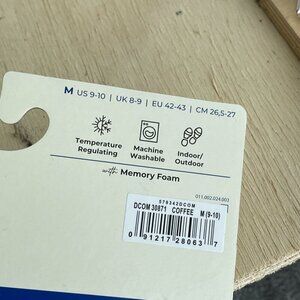 M US 9-10 | UK 8-9 | EU 42-43 | CM 26,5-27
Temperature
Regulating
Machine
Washable
Indoor/
Outdoor
with Memory Foam
011.002.024.003
579342DCOM
DCOM 30871 COFFEE M (9-10)
0 91217 28063 7